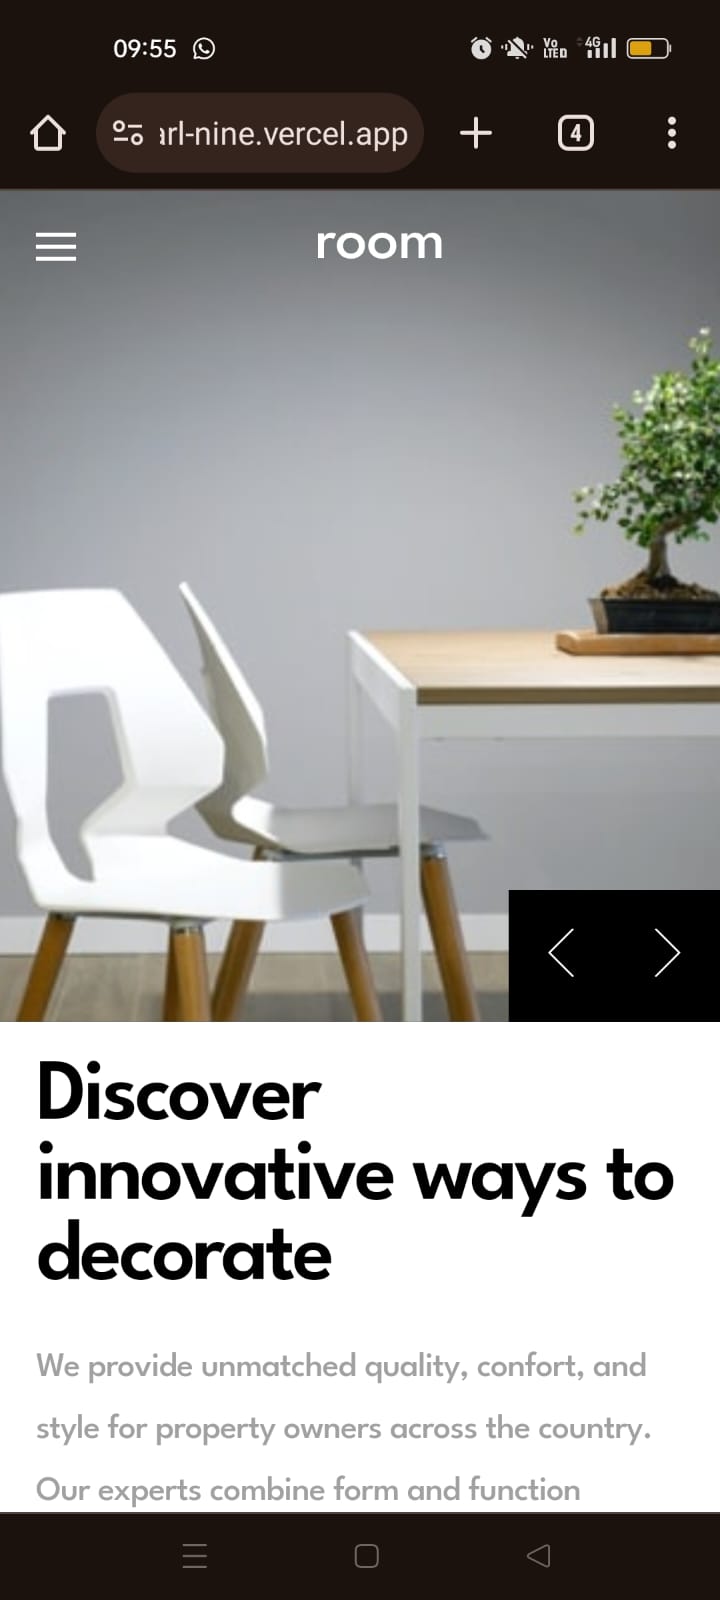 09:55
Vo
LTE
4G
arl-nine.vercel.app
4
room
Discover
innovative ways to
decorate
We provide unmatched quality, confort, and
style for property owners across the country.
Our experts combine form and function